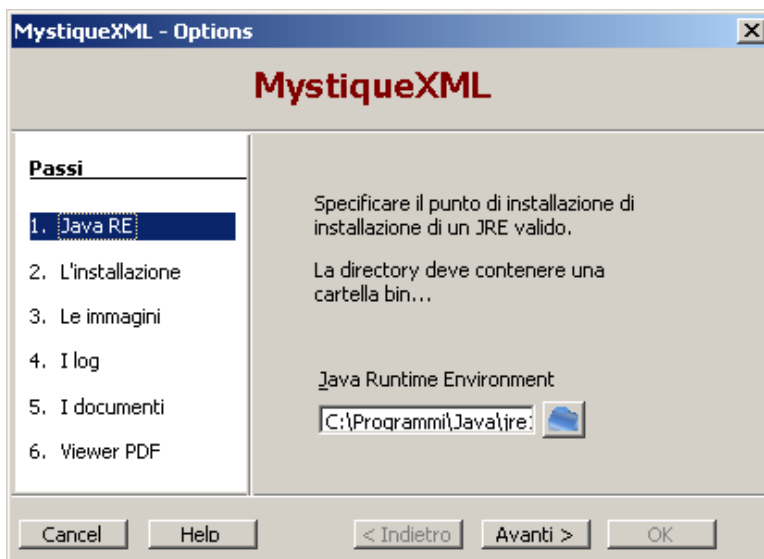 MystiqueXML - Options
MystiqueXML
Passi
1. Java RE
2. L'installazione
3. Le immagini
4. I log
5. I documenti
6. Viewer PDF
Specificare il punto di installazione di
installazione di un JRE valido.
La directory deve contenere una
cartella bin...
Java Runtime Environment
C:\Programmi\Java\jre1
Cancel
Help
< Indietro
Avanti >
OK